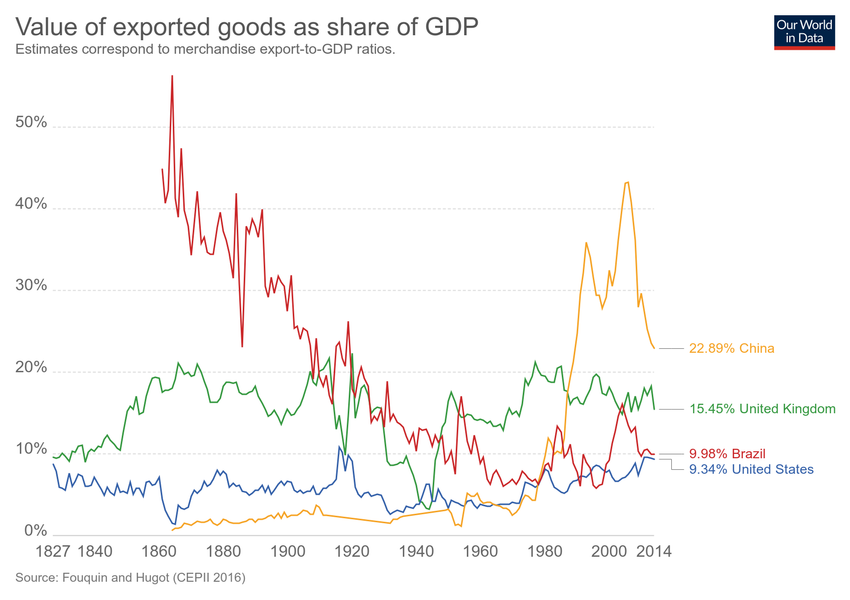 Value of exported goods as share of GDP
Estimates correspond to merchandise export-to-GDP ratios.
Our World
in Data
50%
40%
30%
20%
10%
0%
1827 1840 1860 1880 1900 1920 1940 1960 1980 2000 2014
22.89% China
15.45% United Kingdom
9.98% Brazil
9.34% United States
Source: Fouquin and Hugot (CEPII 2016)